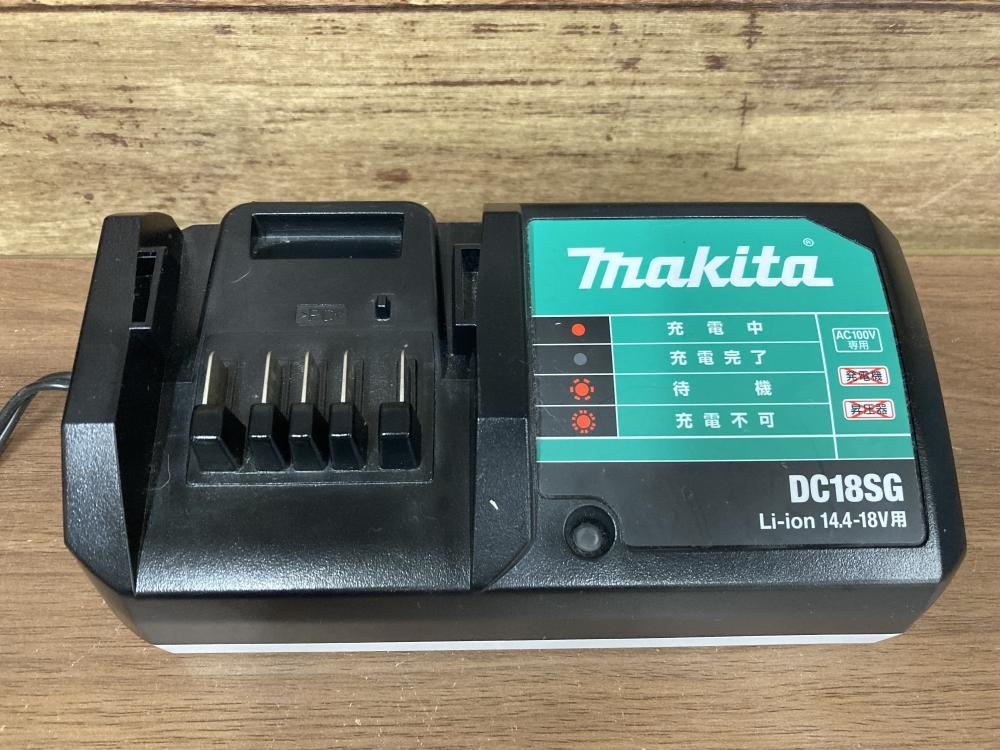 makita®
充電中
充電完了
待機
充電不可
AC100V
専用
発電機
昇圧器
DC18SG
Li-ion 14.4-18V用